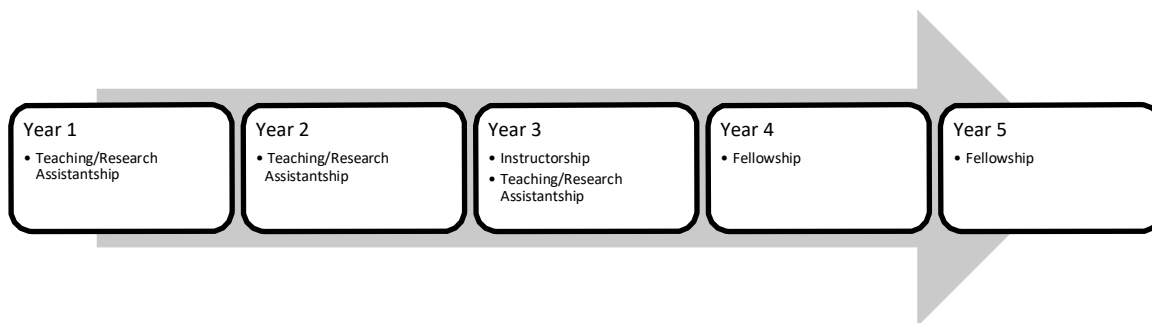 Year 1
• Teaching/Research
Assistantship
Year 2
• Teaching/Research
Assistantship
Year 3
• Instructorship
• Teaching/Research
Assistantship
Year 4
• Fellowship
Year 5
• Fellowship